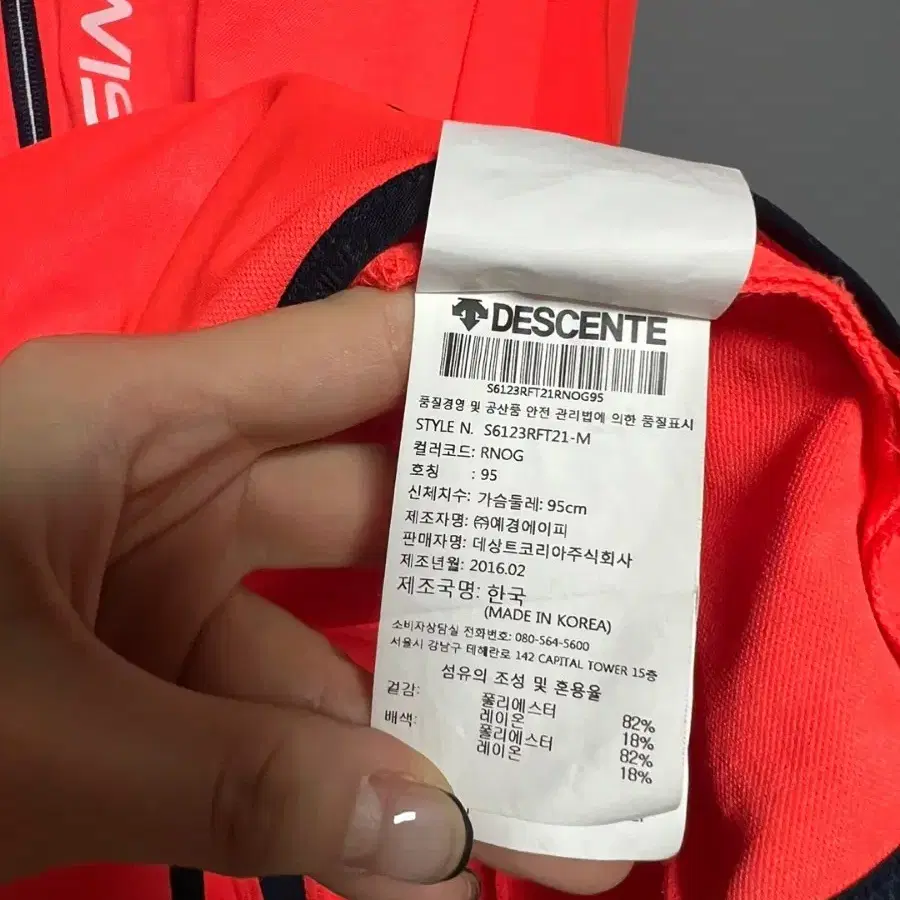 WIS
DESCENTE
S6123RFT21RNOG95
품질경영 및 공산품 안전 관리법에 의한 품질표시
STYLE N. S6123RFT21-M
컬러코드: RNOG
호칭 : 95
신체치수: 가슴둘레: 95cm
제조자명: ㈜예경에이피
판매자명: 데상트코리아주식회사
제조년월: 2016.02
제조국명: 한국
(MADE IN KOREA)
소비자상담실 전화번호: 080-564-5600
서울시 강남구 테헤란로 142 CAPITAL TOWER 15층
섬유의 조성 및 혼용율
겉감: 폴리에스터 82%
레이온 18%
배색: 폴리에스터 82%
레이온 18%